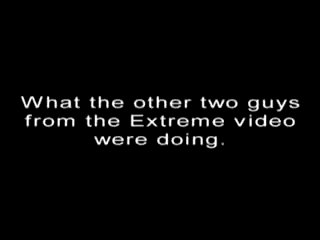 What the other two guys
from the Extreme video
were doing.